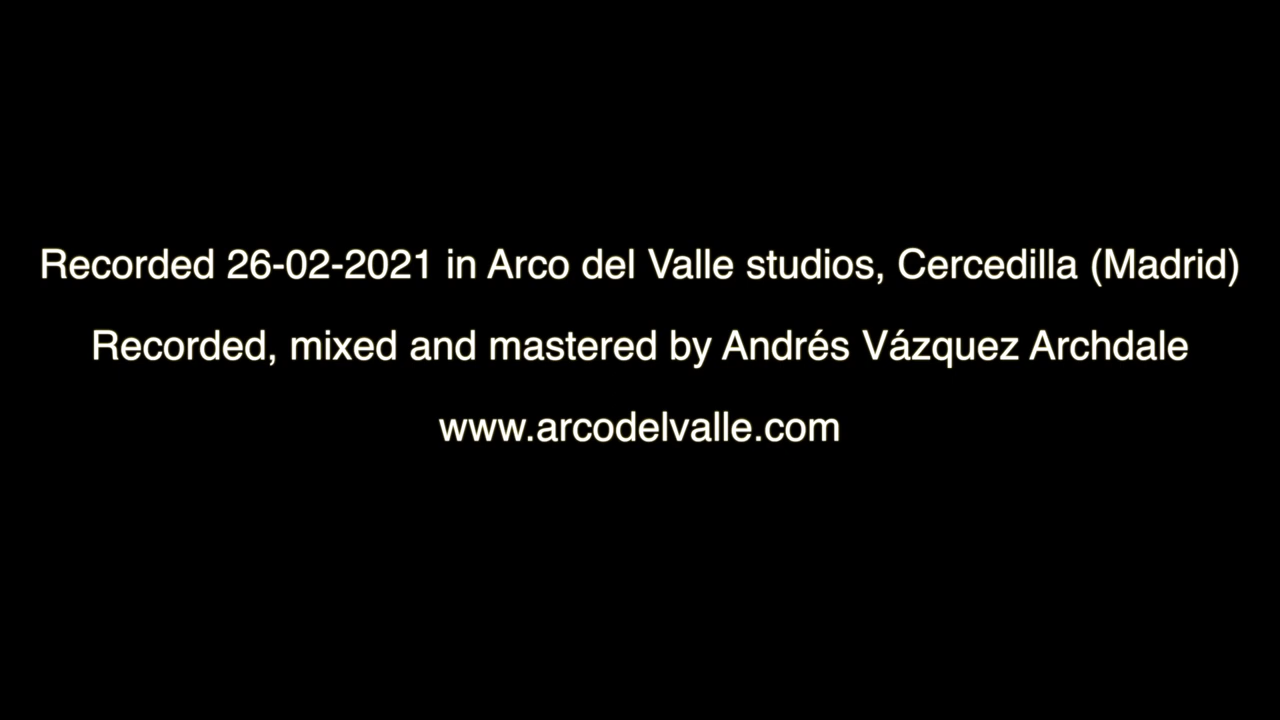 Recorded 26-02-2021 in Arco del Valle studios, Cercedilla (Madrid)
Recorded, mixed and mastered by Andrés Vázquez Archdale
www.arcodelvalle.com